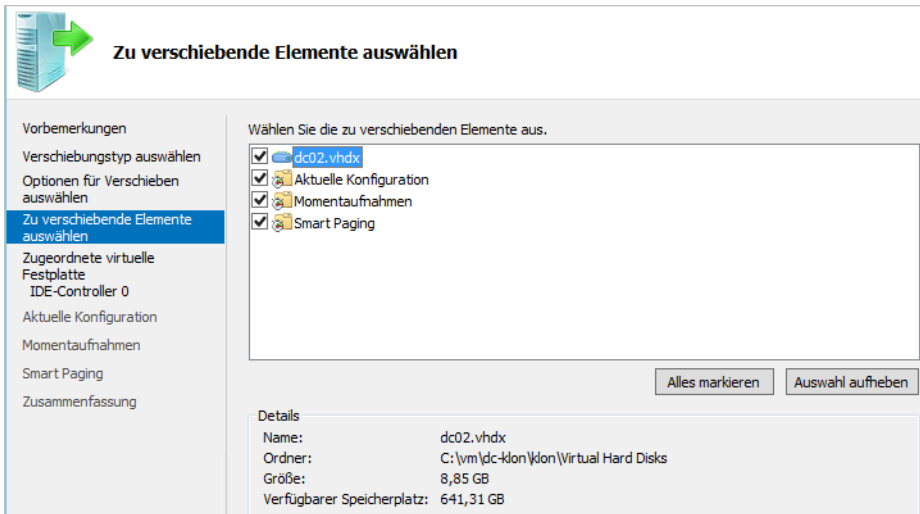 Zu verschiebende Elemente auswählen
Vorbemerkungen
Verschiebungstyp auswählen
Optionen für Verschieben
auswählen
Zu verschiebende Elemente
auswählen
Zugeordnete virtuelle
Festplatte
IDE-Controller 0
Aktuelle Konfiguration
Momentaufnahmen
Smart Paging
Zusammenfassung
Wählen Sie die zu verschiebenden Elemente aus.
dc02.vhdx
Aktuelle Konfiguration
Momentaufnahmen
Smart Paging
Alles markieren
Auswahl aufheben
Details
Name: dc02.vhdx
Ordner: C:\vm\dc-klon\klon\Virtual Hard Disks
Größe: 8,85 GB
Verfügbarer Speicherplatz: 641,31 GB